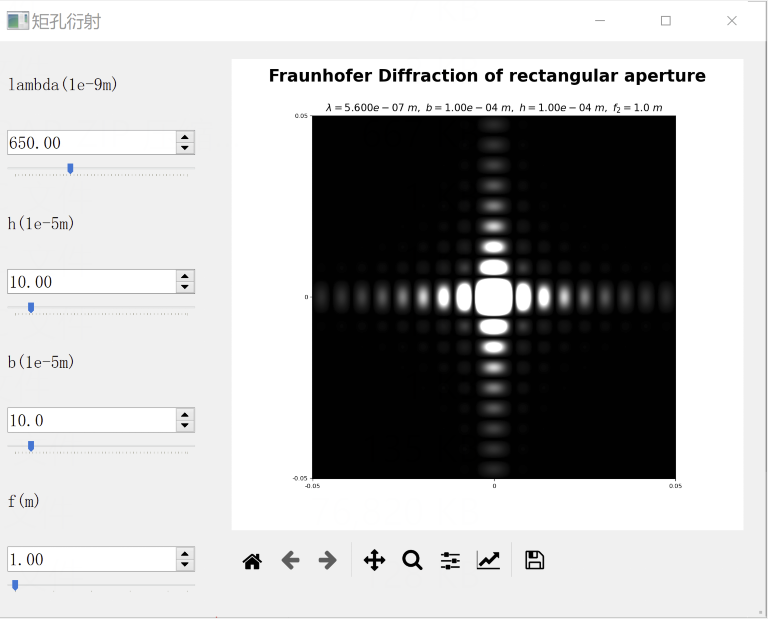 矩孔衍射
lambda(1e-9m)
650.00
h(1e-5m)
10.00
b(1e-5m)
10.0
f(m)
1.00
Fraunhofer Diffraction of rectangular aperture
λ = 5.600e − 07 m, b = 1.00e − 04 m, h = 1.00e − 04 m, f₂ = 1.0 m
0.05
0
-0.05
-0.05
0
0.05